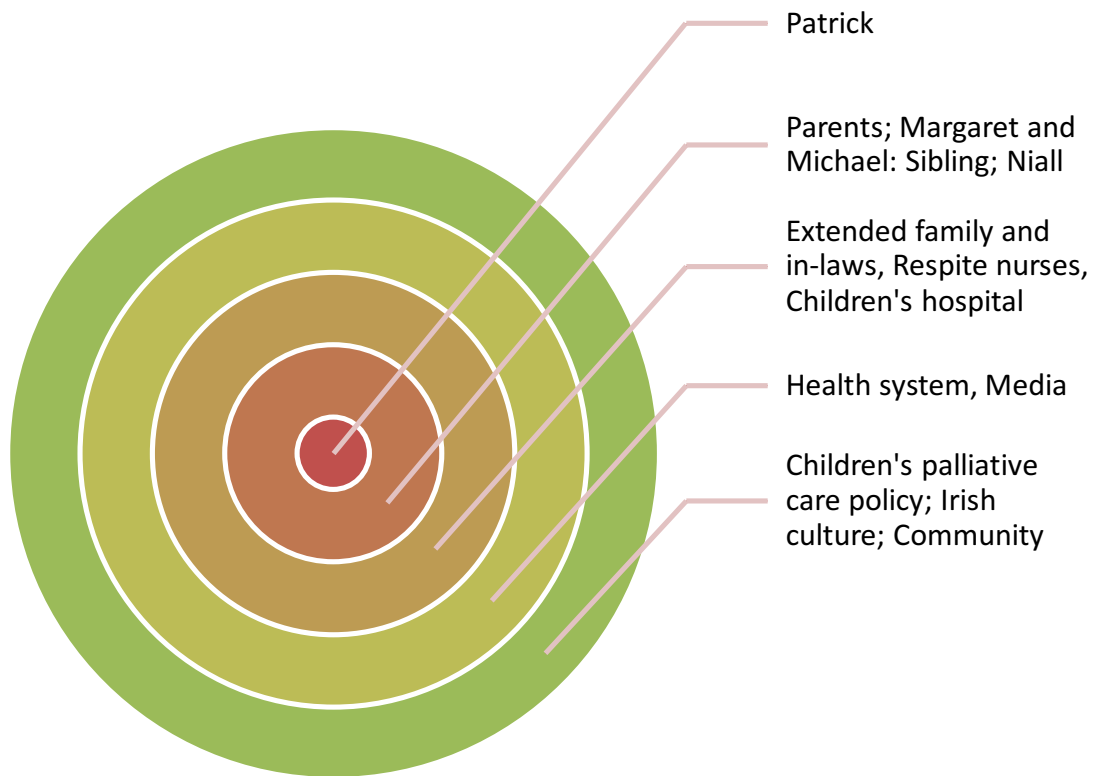 Patrick
Parents; Margaret and
Michael: Sibling; Niall
Extended family and
in-laws, Respite nurses,
Children's hospital
Health system, Media
Children's palliative
care policy; Irish
culture; Community